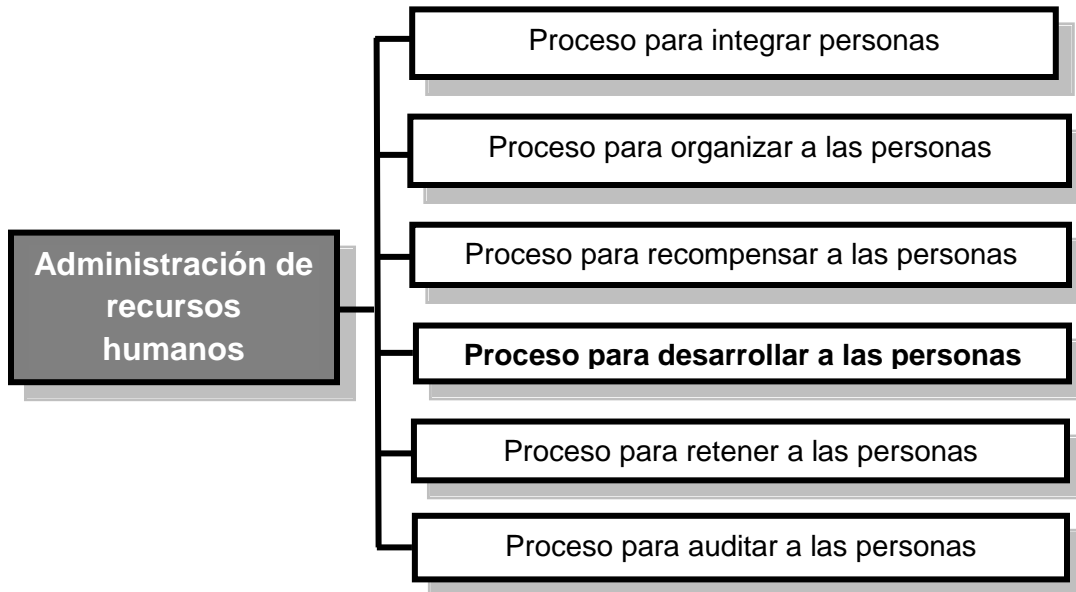 Proceso para integrar personas
Proceso para organizar a las personas
Proceso para recompensar a las personas
Administración de
recursos
humanos
Proceso para desarrollar a las personas
Proceso para retener a las personas
Proceso para auditar a las personas